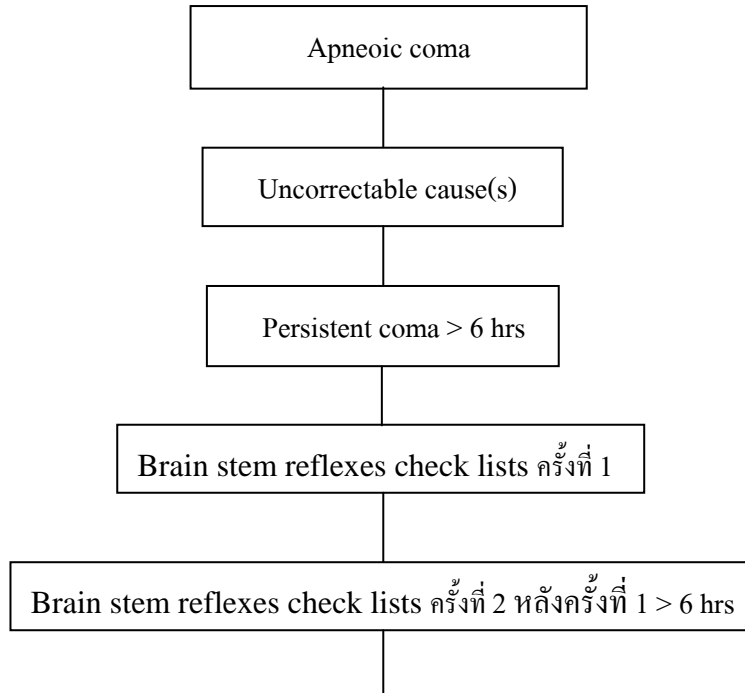 Apneoic coma
Uncorrectable cause(s)
Persistent coma > 6 hrs
Brain stem reflexes check lists ครั้งที่ 1
Brain stem reflexes check lists ครั้งที่ 2 หลังครั้งที่ 1 > 6 hrs